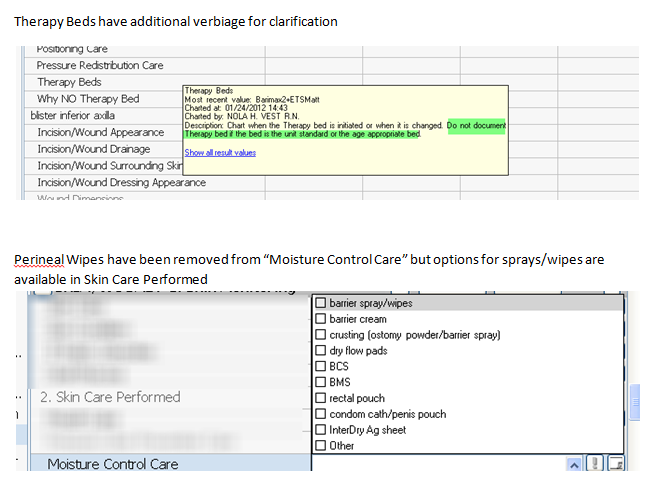 Therapy Beds have additional verbiage for clarification
Positioning Care
Pressure Redistribution Care
Therapy Beds
Why NO Therapy Bed
blister inferior axilla
Incision/Wound Appearance
Incision/Wound Drainage
Incision/Wound Surrounding Skin
Incision/Wound Dressing Appearance
Wound Dimensions
Therapy Beds
Most recent value: Barimax2+ETSMatt
Charted at: 01/24/2012 14:43
Charted by: NOLA H. VEST R.N.
Description: Chart when the Therapy bed is initiated or when it is changed. Do not document
Therapy bed if the bed is the unit standard or the age appropriate bed.
Show all result values
Perineal Wipes have been removed from “Moisture Control Care” but options for sprays/wipes are
available in Skin Care Performed
barrier spray/wipes
barrier cream
crusting (ostomy powder/barrier spray)
dry flow pads
BCS
BMS
rectal pouch
condom cath/penis pouch
InterDry Ag sheet
Other
2. Skin Care Performed
Moisture Control Care